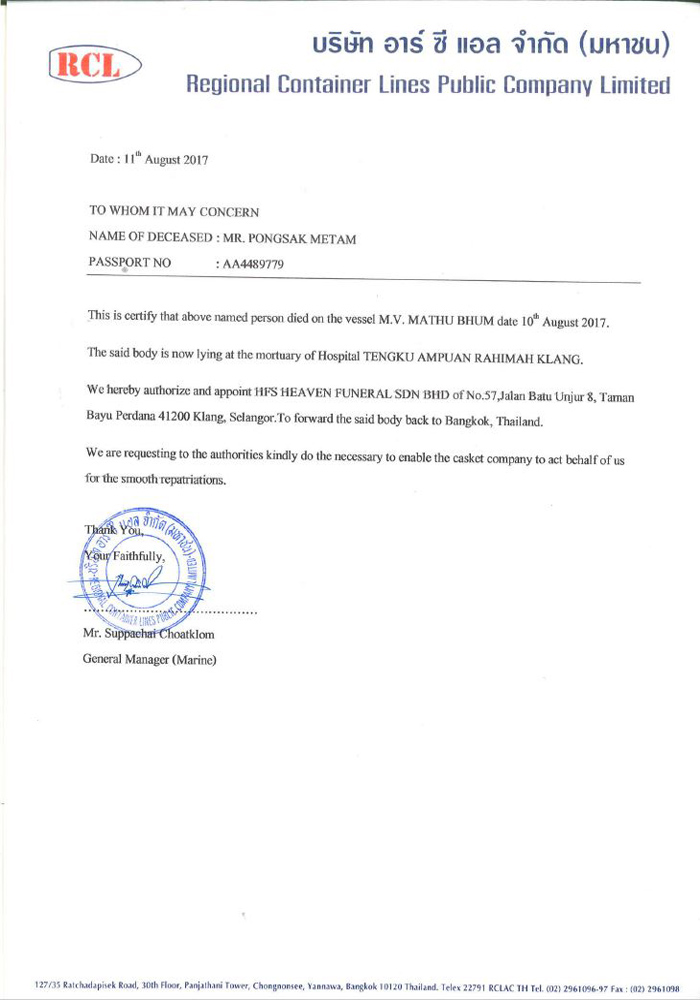 RCL
บริษัท อาร์ ซี แอล จำกัด (มหาชน)
Regional Container Lines Public Company Limited
Date : 11th August 2017
TO WHOM IT MAY CONCERN
NAME OF DECEASED : MR. PONGSAK METAM
PASSPORT NO : AA4489779
This is certify that above named person died on the vessel M.V. MATHU BHUM date 10th August 2017.
The said body is now lying at the mortuary of Hospital TENGKU AMPUAN RAHIMAH KLANG.
We hereby authorize and appoint HFS HEAVEN FUNERAL SDN BHD of No.57,Jalan Batu Unjur 8, Taman
Bayu Perdana 41200 Klang, Selangor.To forward the said body back to Bangkok, Thailand.
We are requesting to the authorities kindly do the necessary to enable the casket company to act behalf of us
for the smooth repatriations.
Thank You,
Your Faithfully,
บริษัท อาร์ ซี แอล จำกัด (มหาชน)
REGIONAL CONTAINER LINES PUBLIC COMPANY LIMITED
Mr. Suppachai Choatklom
General Manager (Marine)
127/35 Ratchadapisek Road, 30th Floor, Panjathani Tower, Chongnonsee, Yannawa, Bangkok 10120 Thailand. Telex 22791 RCLAC TH Tel. (02) 2961096-97 Fax : (02) 2961098